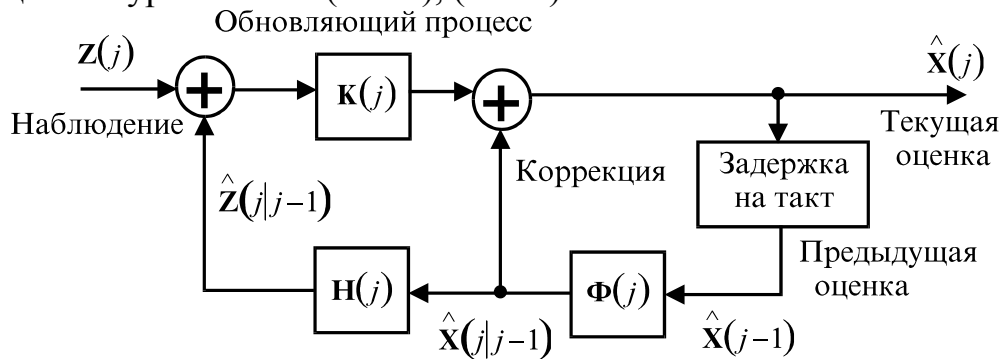 Обновляющий процесс
Z(j)
+
K(j)
+
X̂(j)
Наблюдение
Текущая
оценка
Коррекция
Задержка
на такт
Ẑ(j|j−1)
Предыдущая
оценка
H(j)
Φ(j)
X̂(j|j−1)
X̂(j−1)